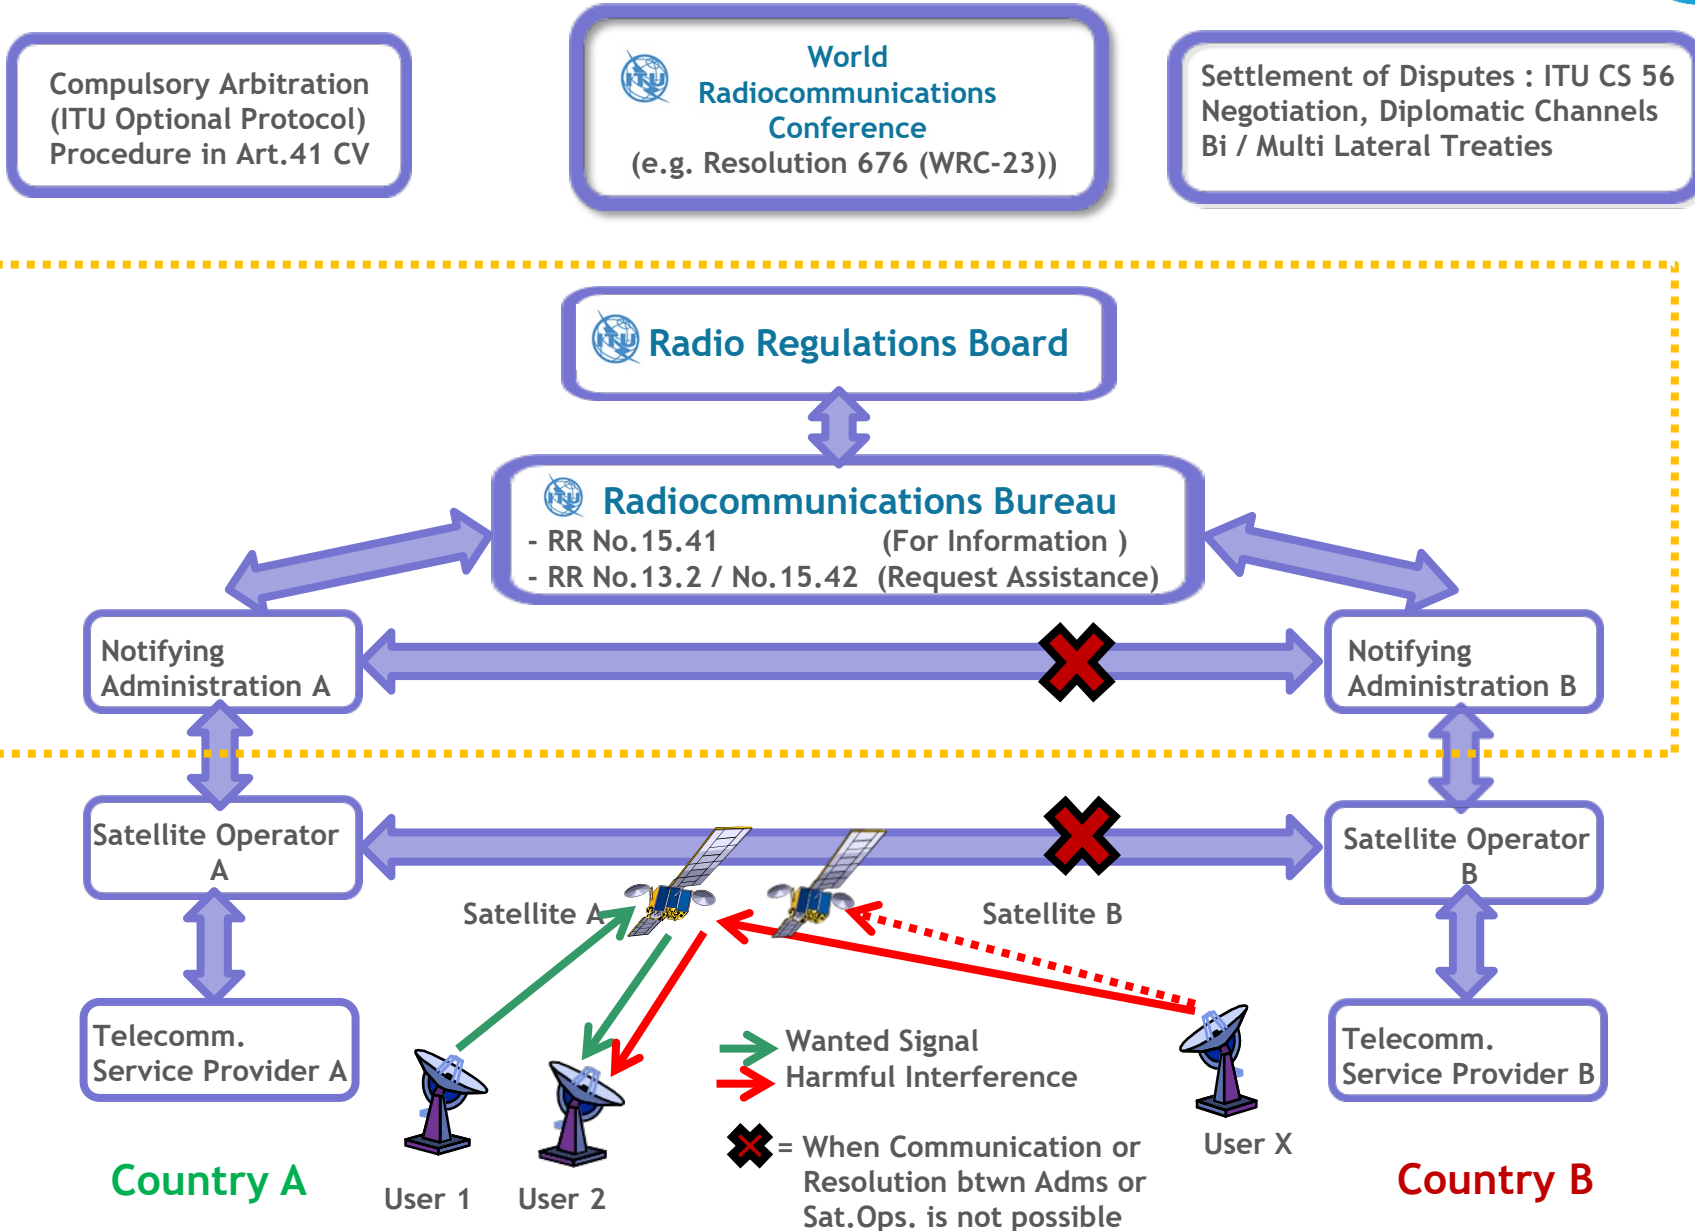 Compulsory Arbitration
(ITU Optional Protocol)
Procedure in Art.41 CV
World
Radiocommunications
Conference
(e.g. Resolution 676 (WRC-23))
Settlement of Disputes : ITU CS 56
Negotiation, Diplomatic Channels
Bi / Multi Lateral Treaties
ITU
ITU
Radio Regulations Board
ITU
Radiocommunications Bureau
- RR No.15.41 (For Information )
- RR No.13.2 / No.15.42 (Request Assistance)
Notifying
Administration A
Notifying
Administration B
Satellite Operator
A
Satellite Operator
B
Satellite A
Satellite B
Telecomm.
Service Provider A
Telecomm.
Service Provider B
Wanted Signal
Harmful Interference
= When Communication or
Resolution btwn Adms or
Sat.Ops. is not possible
User 1
User 2
User X
Country A
Country B